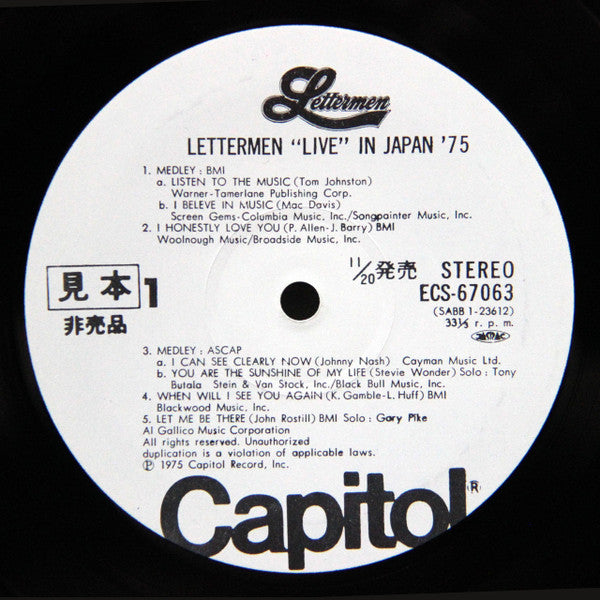 Lettermen
LETTERMEN “LIVE” IN JAPAN '75
1. MEDLEY : BMI
a. LISTEN TO THE MUSIC (Tom Johnston)
Warner-Tamerlane Publishing Corp.
b. I BELEVE IN MUSIC (Mac Davis)
Screen Gems-Columbia Music, Inc./Songpainter Music, Inc.
2. I HONESTLY LOVE YOU (P. Allen-J. Barry) BMI
Woolnough Music/Broadside Music, Inc.
見本 1
非売品
11/20発売 STEREO
ECS-67063
(SABB 1-23612)
33⅓ r. p. m.
3. MEDLEY : ASCAP
a. I CAN SEE CLEARLY NOW (Johnny Nash) Cayman Music Ltd.
b. YOU ARE THE SUNSHINE OF MY LIFE (Stevie Wonder) Solo : Tony
Butala Stein & Van Stock, Inc./Black Bull Music, Inc.
4. WHEN WILL I SEE YOU AGAIN (K. Gamble-L. Huff) BMI
Blackwood Music, Inc.
5. LET ME BE THERE (John Rostill) BMI Solo : Gary Pike
Al Gallico Music Corporation
All rights reserved. Unauthorized
duplication is a violation of applicable laws.
Ⓟ 1975 Capitol Record, Inc.
Capitol®